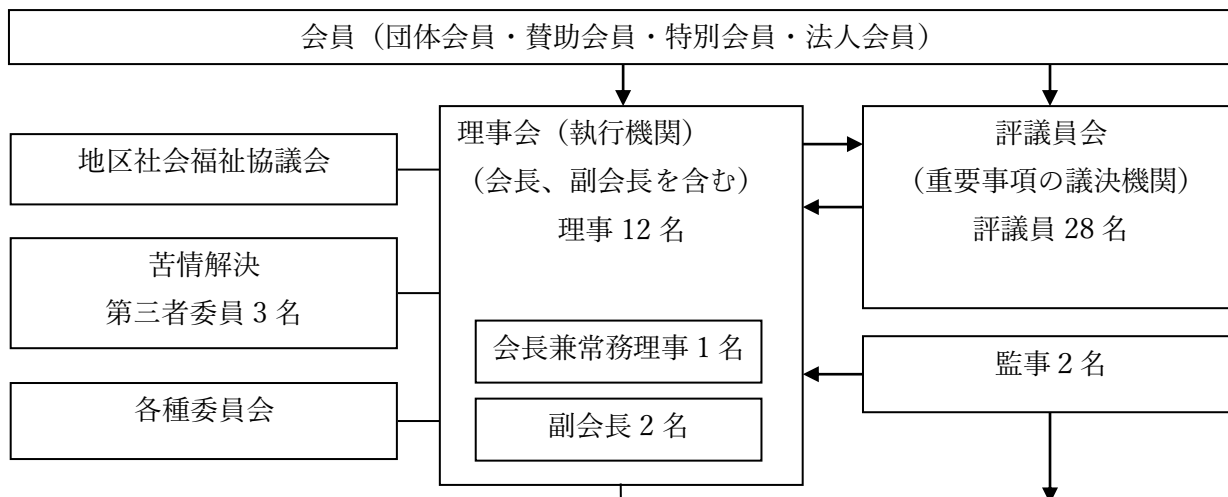 会員（団体会員・賛助会員・特別会員・法人会員）
地区社会福祉協議会
苦情解決
第三者委員 3 名
各種委員会
理事会（執行機関）
（会長、副会長を含む）
理事 12 名
会長兼常務理事 1 名
副会長 2 名
評議員会
（重要事項の議決機関）
評議員 28 名
監事 2 名